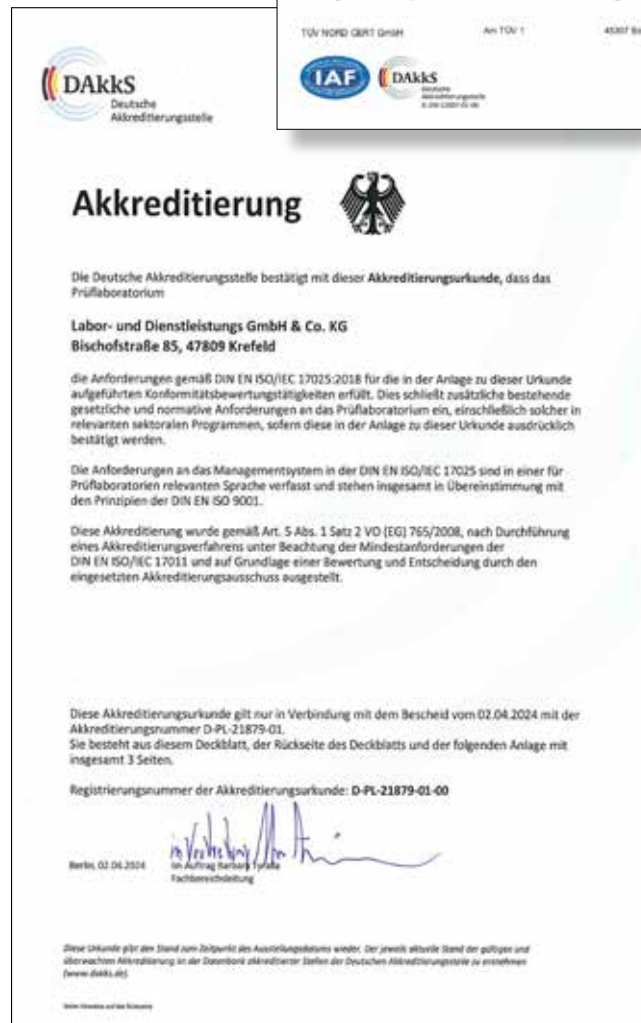 TÜV NORD CERT GmbH
Am TÜV 1
IAF
DAkkS
Deutsche
Akkreditierungsstelle
DAkkS
Deutsche
Akkreditierungsstelle
Akkreditierung
Die Deutsche Akkreditierungsstelle bestätigt mit dieser Akkreditierungsurkunde, dass das
Prüflaboratorium
Labor- und Dienstleistungs GmbH & Co. KG
Bischofstraße 85, 47809 Krefeld
die Anforderungen gemäß DIN EN ISO/IEC 17025:2018 für die in der Anlage zu dieser Urkunde
aufgeführten Konformitätsbewertungstätigkeiten erfüllt. Dies schließt zusätzliche bestehende
gesetzliche und normative Anforderungen an das Prüflaboratorium ein, einschließlich solcher in
relevanten sektoralen Programmen, sofern diese in der Anlage zu dieser Urkunde ausdrücklich
bestätigt werden.
Die Anforderungen an das Managementsystem in der DIN EN ISO/IEC 17025 sind in einer für
Prüflaboratorien relevanten Sprache verfasst und stehen insgesamt in Übereinstimmung mit
den Prinzipien der DIN EN ISO 9001.
Diese Akkreditierung wurde gemäß Art. 5 Abs. 1 Satz 2 VO (EG) 765/2008, nach Durchführung
eines Akkreditierungsverfahrens unter Beachtung der Mindestanforderungen der
DIN EN ISO/IEC 17011 und auf Grundlage einer Bewertung und Entscheidung durch den
eingesetzten Akkreditierungsausschuss ausgestellt.
Diese Akkreditierungsurkunde gilt nur in Verbindung mit dem Bescheid vom 02.04.2024 mit der
Akkreditierungsnummer D-PL-21879-01.
Sie besteht aus diesem Deckblatt, der Rückseite des Deckblatts und der folgenden Anlage mit
insgesamt 3 Seiten.
Registrierungsnummer der Akkreditierungsurkunde: D-PL-21879-01-00
in Vertretung
Berlin, 02.04.2024
Im Auftrag Barbara Tyralla
Fachbereichsleitung
Diese Urkunde gibt den Stand zum Zeitpunkt des Ausstellungsdatums wieder. Der jeweils aktuelle Stand der gültigen und
überwachten Akkreditierung ist der Datenbank akkreditierter Stellen der Deutschen Akkreditierungsstelle zu entnehmen
(www.dakks.de).
Siehe Hinweise auf der Rückseite